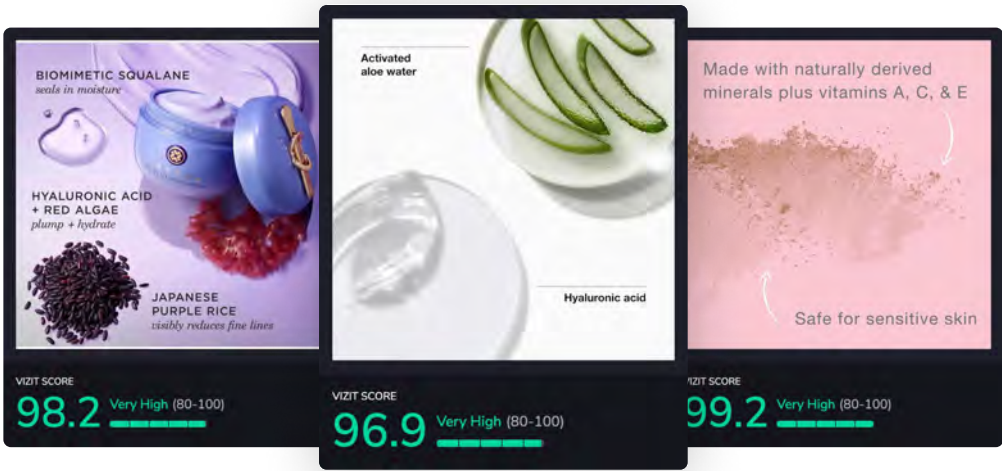 BIOMIMETIC SQUALANE
seals in moisture
HYALURONIC ACID
+ RED ALGAE
plump + hydrate
JAPANESE
PURPLE RICE
visibly reduces fine lines
VIZIT SCORE
98.2 Very High (80-100)
Activated
aloe water
Hyaluronic acid
VIZIT SCORE
96.9 Very High (80-100)
Made with naturally derived
minerals plus vitamins A, C, & E
Safe for sensitive skin
VIZIT SCORE
99.2 Very High (80-100)